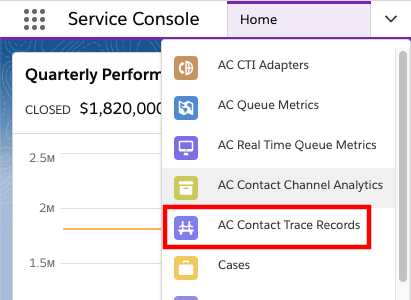 Service Console
Home
Quarterly Perform
CLOSED $1,820,000
2.5M
2M
1.5M
AC CTI Adapters
AC Queue Metrics
AC Real Time Queue Metrics
AC Contact Channel Analytics
AC Contact Trace Records
Cases